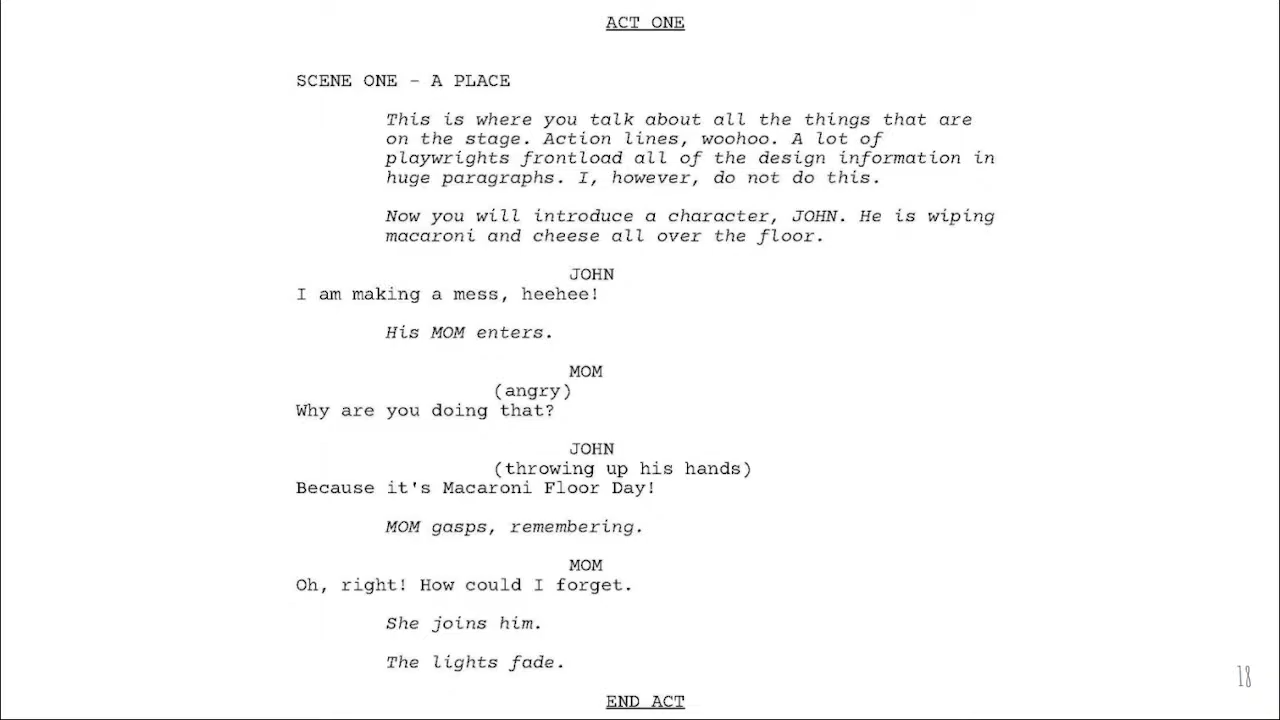 ACT ONE
SCENE ONE - A PLACE
This is where you talk about all the things that are
on the stage. Action lines, woohoo. A lot of
playwrights frontload all of the design information in
huge paragraphs. I, however, do not do this.
Now you will introduce a character, JOHN. He is wiping
macaroni and cheese all over the floor.
JOHN
I am making a mess, heehee!
His MOM enters.
MOM
(angry)
Why are you doing that?
JOHN
(throwing up his hands)
Because it's Macaroni Floor Day!
MOM gasps, remembering.
MOM
Oh, right! How could I forget.
She joins him.
The lights fade.
18
END ACT